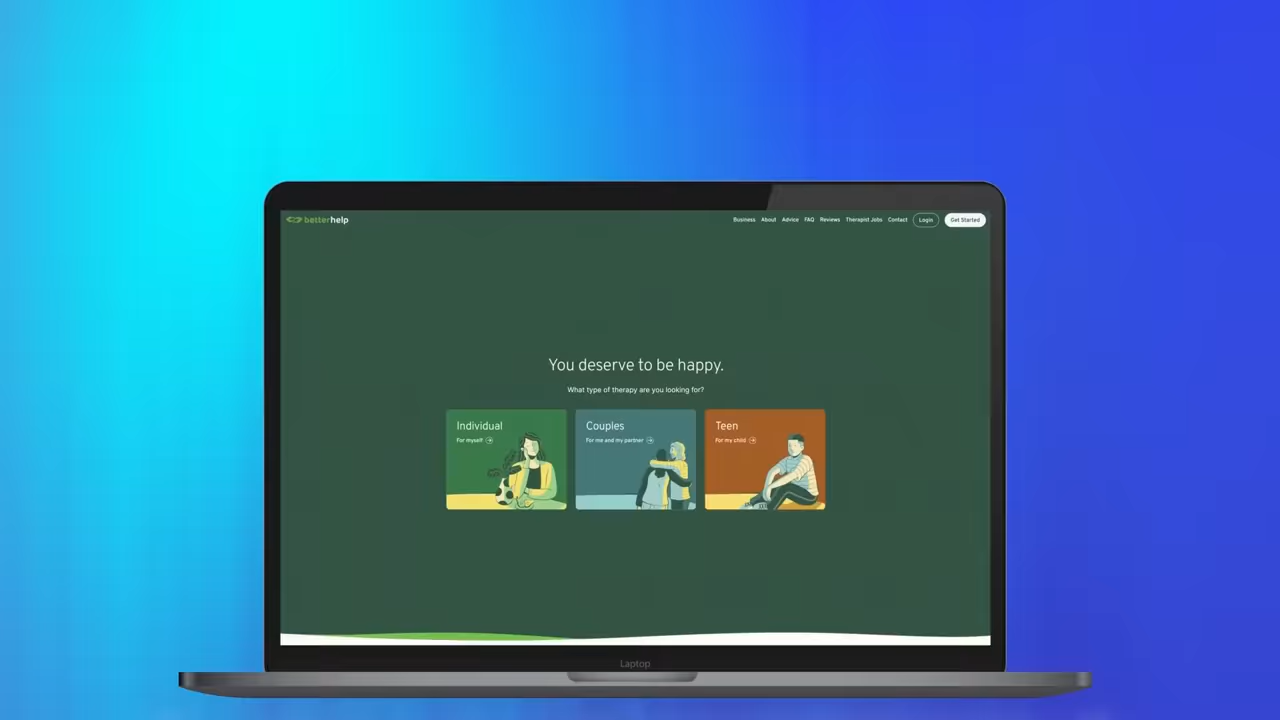 betterhelp
Business About Advice FAQ Reviews Therapist Jobs Contact Login Get Started
You deserve to be happy.
What type of therapy are you looking for?
Individual
For myself
Couples
For me and my partner
Teen
For my child
Laptop